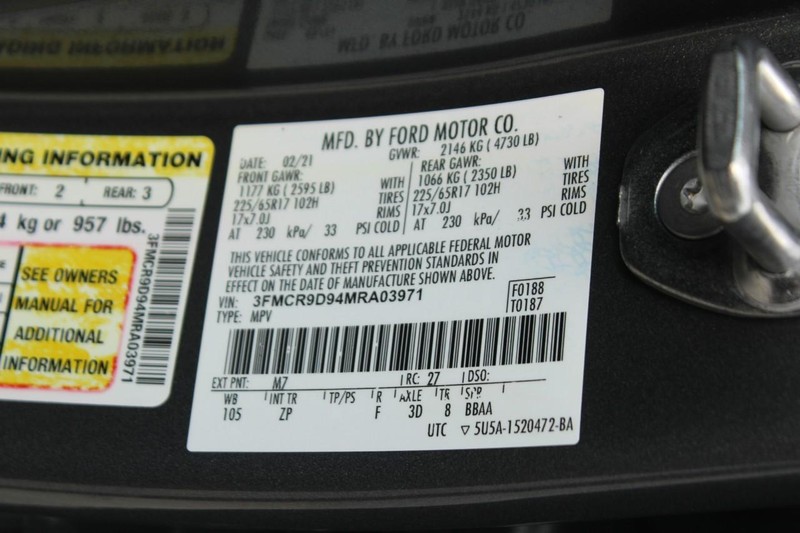 NG INFORMATION
FRONT: 2 REAR: 3
4 kg or 957 lbs.
SEE OWNERS
MANUAL FOR
ADDITIONAL
INFORMATION
3FMCR9D94MRA03971
MFD. BY FORD MOTOR CO.
DATE: 02/21 GVWR: 2146 KG ( 4730 LB)
FRONT GAWR: REAR GAWR:
1177 KG ( 2595 LB) WITH 1066 KG ( 2350 LB) WITH
225/65R17 102H TIRES 225/65R17 102H TIRES
17x7.0J RIMS 17x7.0J RIMS
AT 230 kPa/ 33 PSI COLD AT 230 kPa/ 33 PSI COLD
THIS VEHICLE CONFORMS TO ALL APPLICABLE FEDERAL MOTOR
VEHICLE SAFETY AND THEFT PREVENTION STANDARDS IN
EFFECT ON THE DATE OF MANUFACTURE SHOWN ABOVE.
VIN: 3FMCR9D94MRA03971 F0188
TYPE: MPV T0187
EXT PNT: M7 RC: 27 DSO:
WB INT TR TP/PS R AXLE TR SPR
105 ZP F 3D 8 BBAA
UTC ▽ 5U5A-1520472-BA